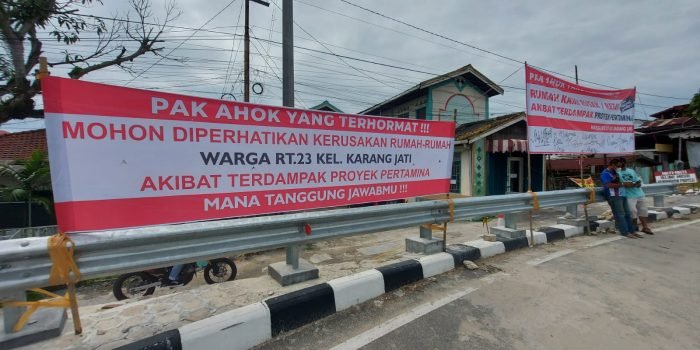 PAK AHOK YANG TERHORMAT !!!
MOHON DIPERHATIKAN KERUSAKAN RUMAH-RUMAH
WARGA RT.23 KEL. KARANG JATI
AKIBAT TERDAMPAK PROYEK PERTAMINA
MANA TANGGUNG JAWABMU !!!
PAK AHOK
RUMAH KAMI
AKIBAT TERDAMPAK PROYEK PERTAMINA